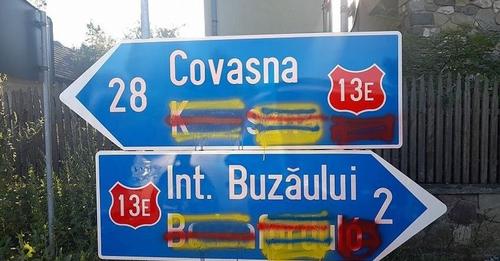 Covasna
28
13E
Int. Buzăului
13E
2